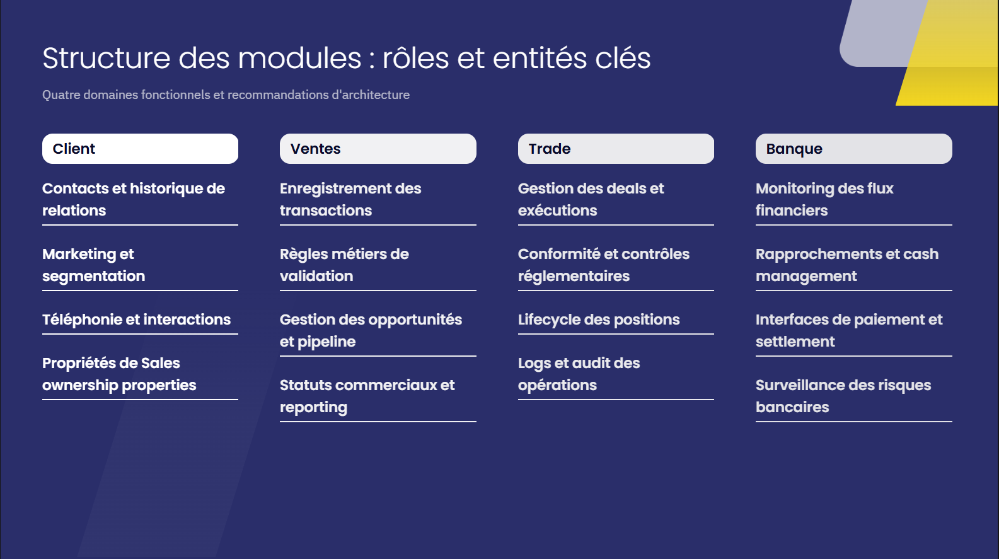 Structure des modules : rôles et entités clés
Quatre domaines fonctionnels et recommandations d'architecture
Client
Contacts et historique de
relations
Marketing et
segmentation
Téléphonie et interactions
Propriétés de Sales
ownership properties
Ventes
Enregistrement des
transactions
Règles métiers de
validation
Gestion des opportunités
et pipeline
Statuts commerciaux et
reporting
Trade
Gestion des deals et
exécutions
Conformité et contrôles
réglementaires
Lifecycle des positions
Logs et audit des
opérations
Banque
Monitoring des flux
financiers
Rapprochements et cash
management
Interfaces de paiement et
settlement
Surveillance des risques
bancaires